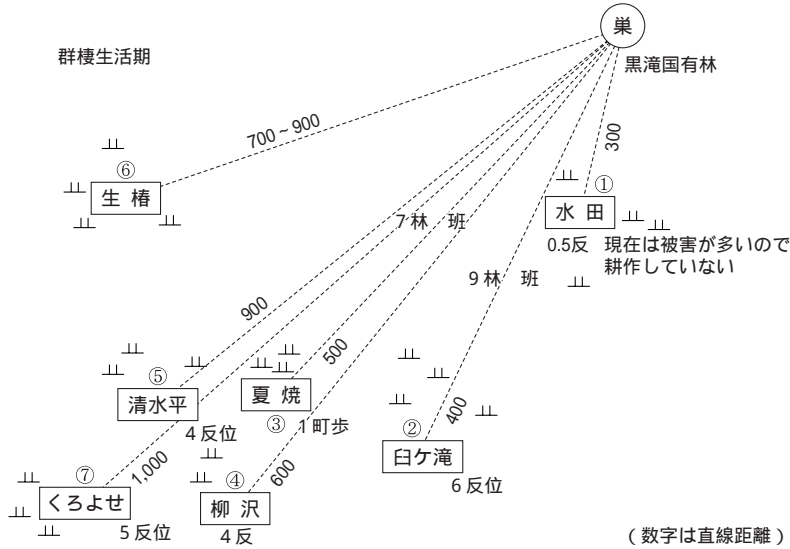 巣
群棲生活期
黒滝国有林
700～900
300
⑥
生椿
①
水田
7林班
0.5反 現在は被害が多いので
耕作していない
9林班
900
500
⑤
清水平
4反位
夏焼
③ 1町歩
400
②
臼ケ滝
6反位
⑦
1,000
くろよせ
5反位
④
600
柳沢
4反
（数字は直線距離）